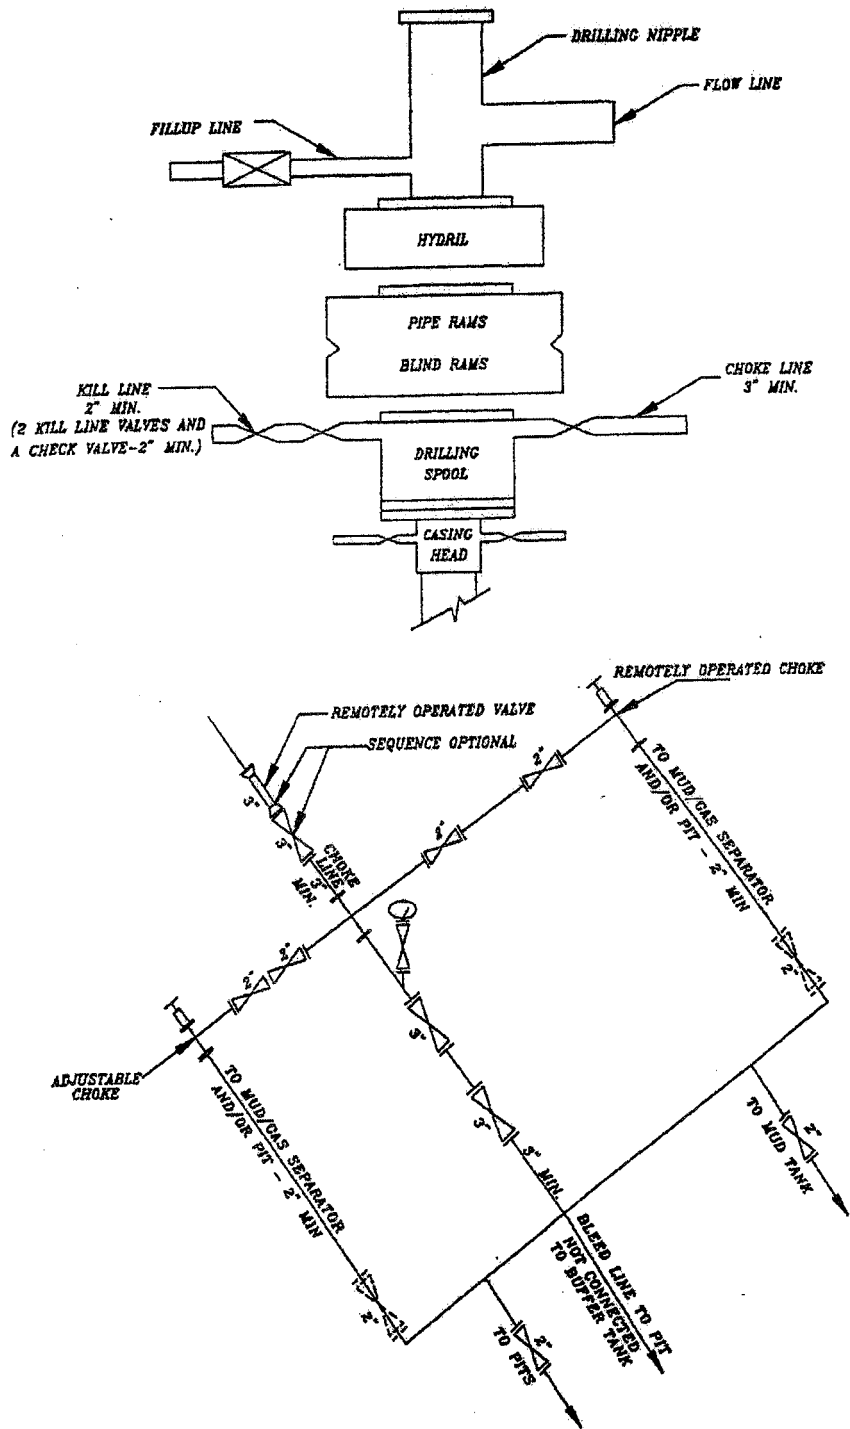 DRILLING NIPPLE
FLOW LINE
FILLUP LINE
HYDRIL
PIPE RAMS
BLIND RAMS
CHOKE LINE
3" MIN.
KILL LINE
2" MIN.
(2 KILL LINE VALVES AND
A CHECK VALVE-2" MIN.)
DRILLING
SPOOL
CASING
HEAD
REMOTELY OPERATED CHOKE
REMOTELY OPERATED VALVE
SEQUENCE OPTIONAL
3"
3"
CHOKE
LINE
3"
MIN.
2"
2"
TO MUD/GAS SEPARATOR
AND/OR PIT - 2" MIN
2"
2"
2"
ADJUSTABLE
CHOKE
TO MUD/GAS SEPARATOR
AND/OR PIT - 2" MIN
2"
3"
3"
3" MIN.
BLEED LINE TO PIT
NOT CONNECTED
TO BUFFER TANK
2"
TO MUD TANK
2"
TO PITS